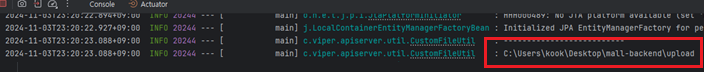 Console Actuator
2024-11-03T23:20:22.894+09:00 INFO 20244 --- [ main] o.h.e.t.j.p.i.JtaPlatformInitiator : HHH000489: No JTA platform available (set
2024-11-03T23:20:22.927+09:00 INFO 20244 --- [ main] j.LocalContainerEntityManagerFactoryBean : Initialized JPA EntityManagerFactory for pe
2024-11-03T23:20:23.088+09:00 INFO 20244 --- [ main] c.viper.apiserver.util.CustomFileUtil : --------------------------
2024-11-03T23:20:23.088+09:00 INFO 20244 --- [ main] c.viper.apiserver.util.CustomFileUtil : C:\Users\kook\Desktop\mall-backend\upload